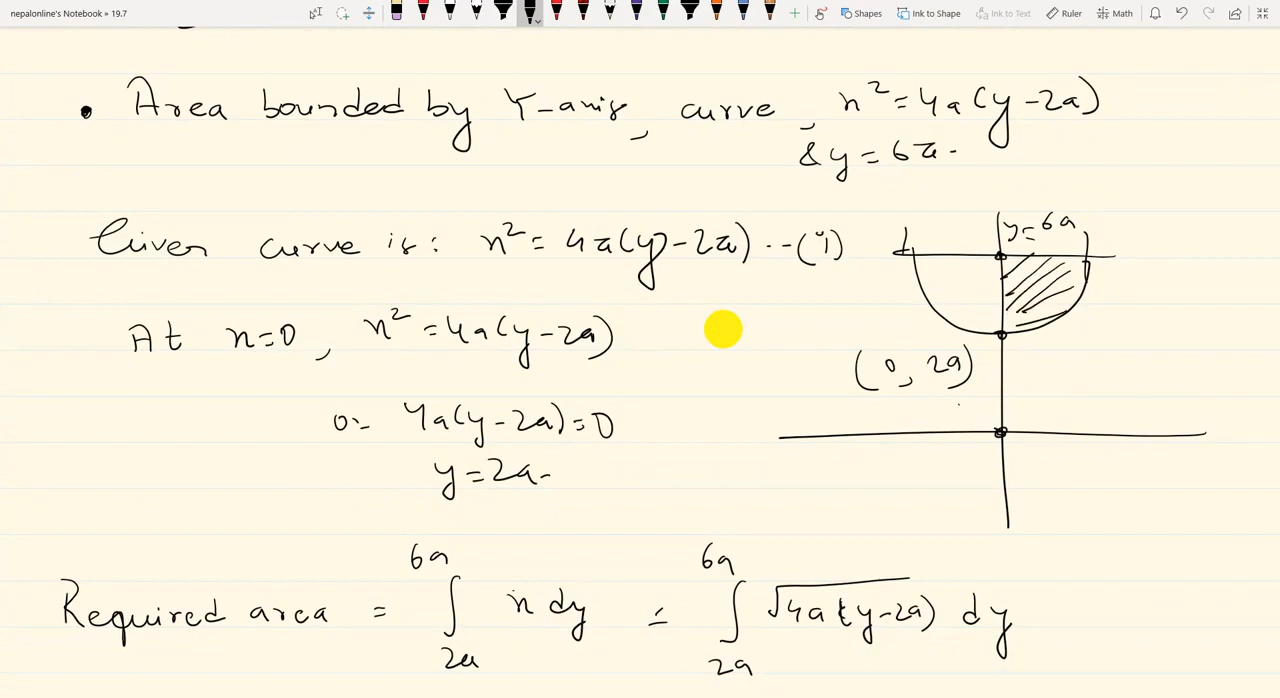 nepalonline's Notebook » 19.7
Shapes Ink to Shape Ink to Text Ruler Math
• Area bounded by Y-axis, curve, x² = 4a(y-2a)
& y = 6a.
Given curve is: x² = 4a(y-2a) --(1)
y = 6a
At x=0, x² = 4a(y-2a)
(0, 2a)
or 4a(y-2a)=0
y=2a.
Required area = ∫_{2a}^{6a} x dy = ∫_{2a}^{6a} √4a(y-2a) dy